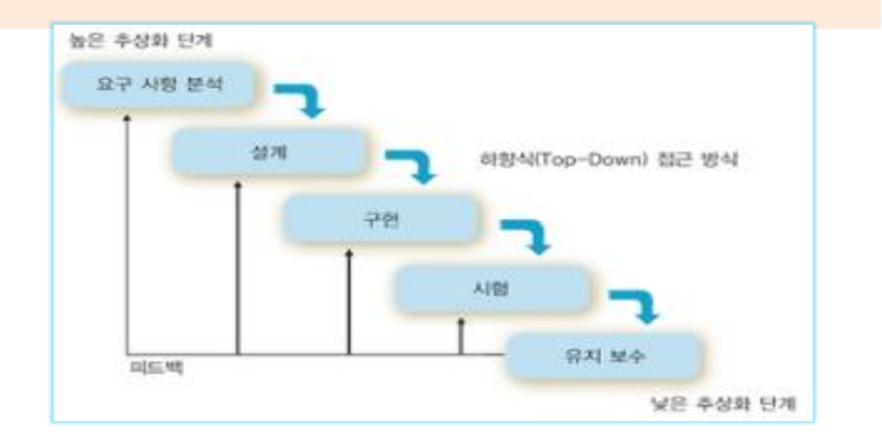 높은 추상화 단계
요구 사항 분석
설계
하향식(Top-Down) 접근 방식
구현
시험
유지 보수
피드백
낮은 추상화 단계